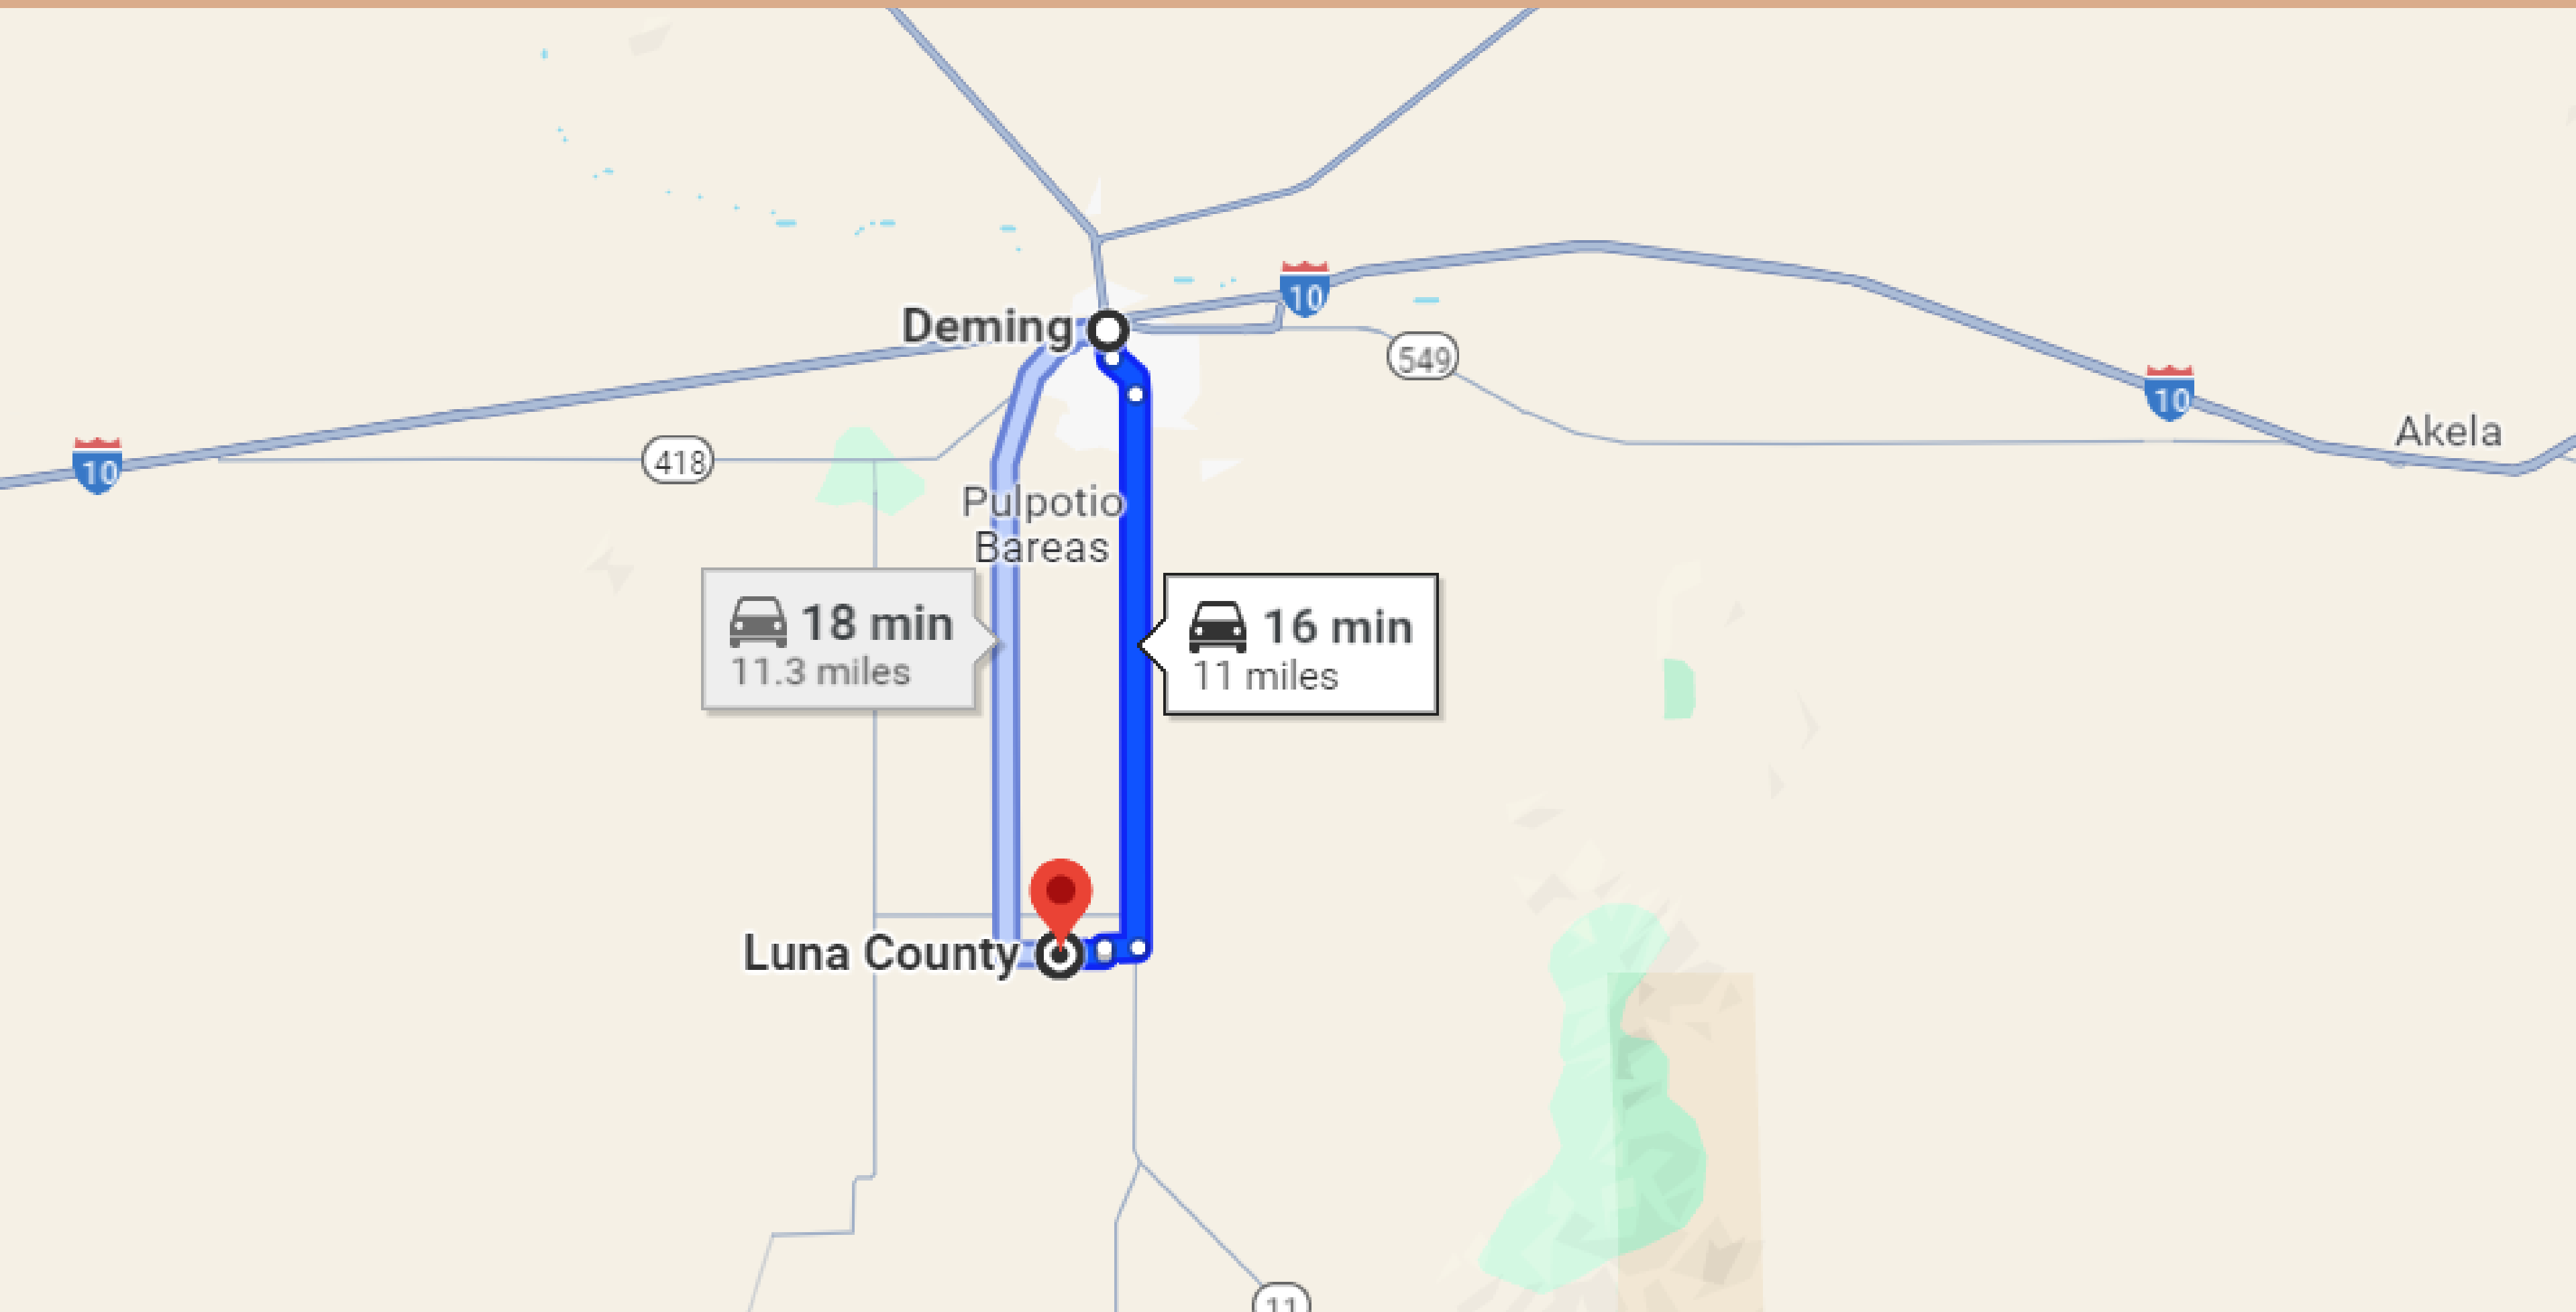 10
Deming
549
10
Akela
10
418
Pulpotio
Bareas
18 min
11.3 miles
16 min
11 miles
Luna County
11